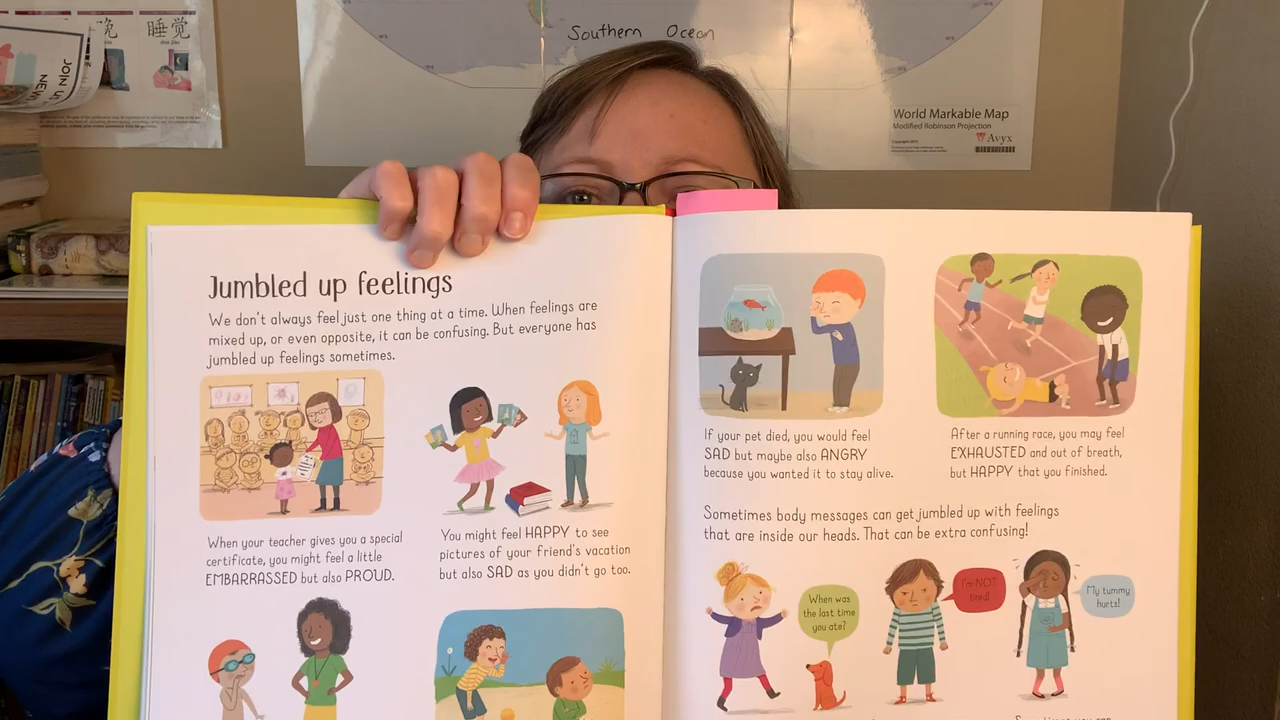 晚
睡觉
JOIN US
NEW
Southern Ocean
World Markable Map
Modified Robinson Projection
Avyx
Jumbled up feelings
We don't always feel just one thing at a time. When feelings are
mixed up, or even opposite, it can be confusing. But everyone has
jumbled up feelings sometimes.
When your teacher gives you a special
certificate, you might feel a little
EMBARRASSED but also PROUD.
You might feel HAPPY to see
pictures of your friend's vacation
but also SAD as you didn't go too.
If your pet died, you would feel
SAD but maybe also ANGRY
because you wanted it to stay alive.
After a running race, you may feel
EXHAUSTED and out of breath,
but HAPPY that you finished.
Sometimes body messages can get jumbled up with feelings
that are inside our heads. That can be extra confusing!
When was
the last time
you ate?
I'm NOT
tired!
My tummy
hurts!